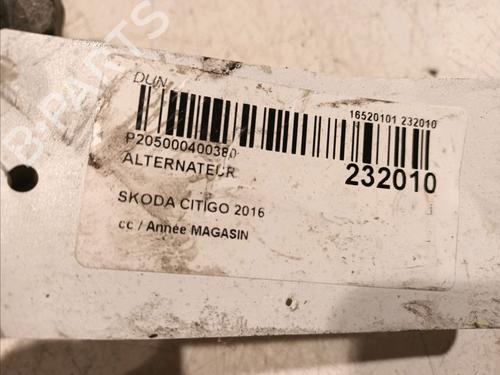 DUN
16520101 232010
P205000400380
ALTERNATEUR
232010
SKODA CITIGO 2016
cc / Année MAGASIN
B-PARTS